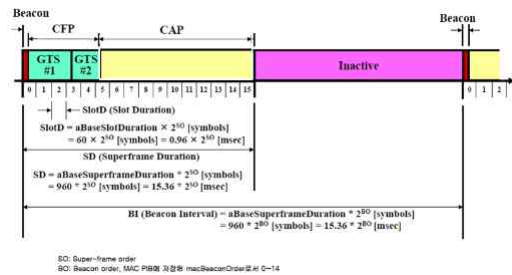 Beacon
CFP
CAP
Beacon
GTS #1
GTS #2
Inactive
0 1 2 3 4 5 6 7 8 9 10 11 12 13 14 15
0 1 2
SlotD (Slot Duration)
SlotD = aBaseSlotDuration × 2^SO [symbols]
= 60 × 2^SO [symbols] = 0.96 × 2^SO [msec]
SD (Superframe Duration)
SD = aBaseSuperframeDuration * 2^SO [symbols]
= 960 * 2^SO [symbols] = 15.36 * 2^SO [msec]
BI (Beacon Interval) = aBaseSuperframeDuration * 2^BO [symbols]
= 960 * 2^BO [symbols] = 15.36 * 2^BO [msec]
SO: Super-frame order
BO: Beacon order, MAC PIB에 저장된 macBeaconOrder로서 0~14